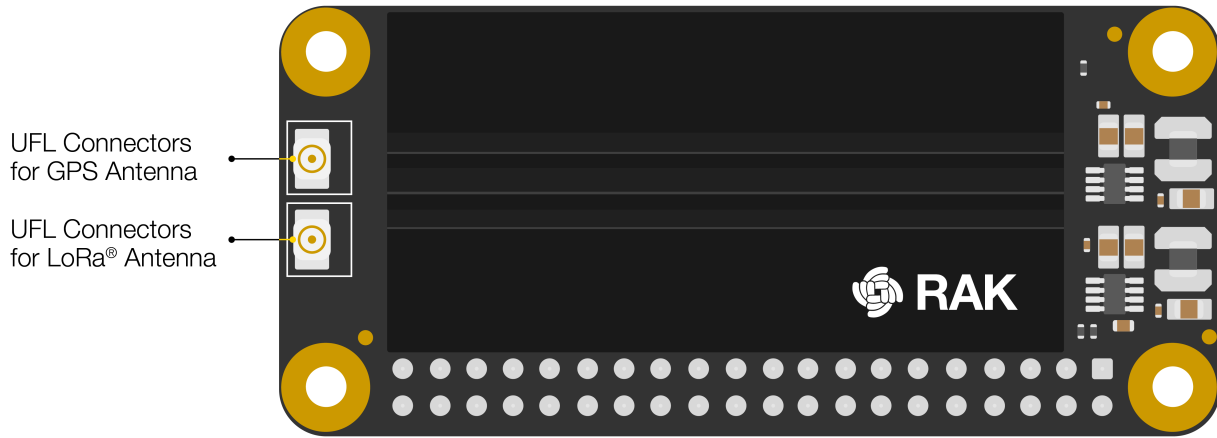 UFL Connectors
for GPS Antenna
UFL Connectors
for LoRa® Antenna
RAK